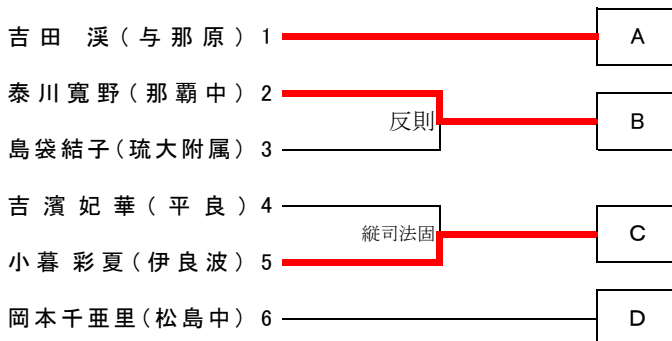 吉田 渓(与那原) 1 A
泰川寛野(那覇中) 2
反則 B
島袋結子(琉大附属) 3
吉濱妃華(平良) 4
縦司法固 C
小暮彩夏(伊良波) 5
岡本千亜里(松島中) 6 D